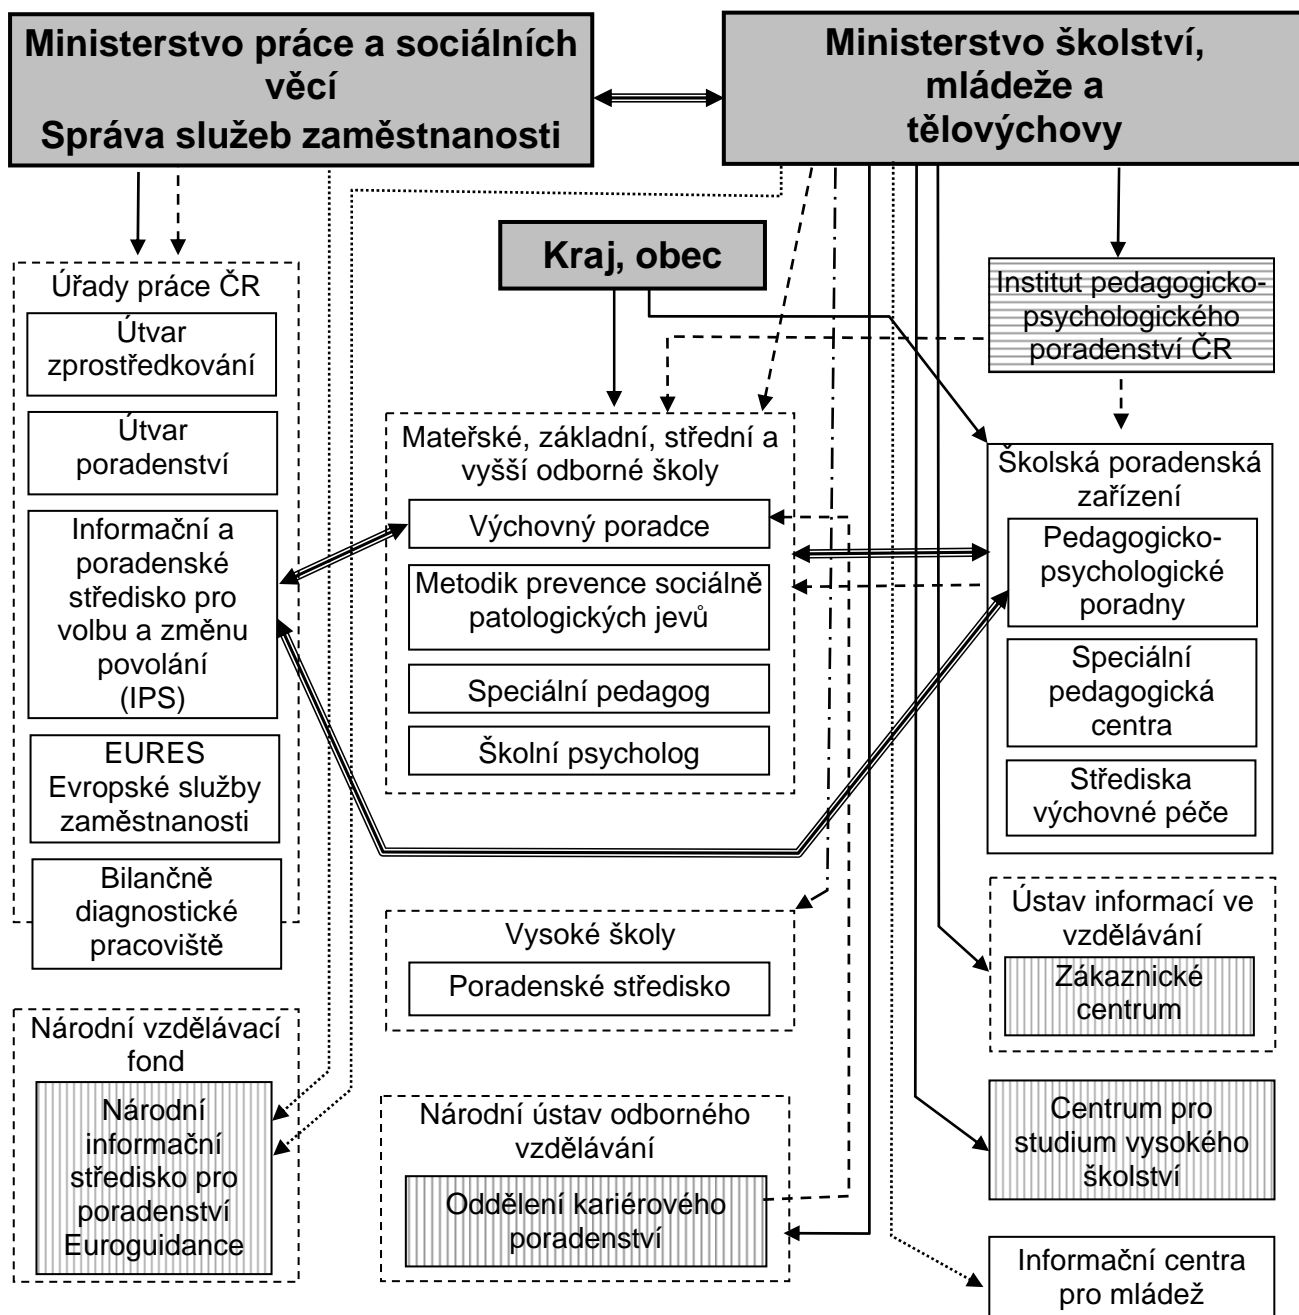 Ministerstvo práce a sociálních
věcí
Správa služeb zaměstnanosti
Ministerstvo školství,
mládeže a
tělovýchovy
Kraj, obec
Úřady práce ČR
Útvar
zprostředkování
Útvar
poradenství
Informační a
poradenské
středisko pro
volbu a změnu
povolání
(IPS)
EURES
Evropské služby
zaměstnanosti
Bilančně
diagnostické
pracoviště
Národní vzdělávací
fond
Národní
informační
středisko pro
poradenství
Euroguidance
Mateřské, základní, střední a
vyšší odborné školy
Výchovný poradce
Metodik prevence sociálně
patologických jevů
Speciální pedagog
Školní psycholog
Vysoké školy
Poradenské středisko
Národní ústav odborného
vzdělávání
Oddělení kariérového
poradenství
Institut pedagogicko-
psychologického
poradenství ČR
Školská poradenská
zařízení
Pedagogicko-
psychologické
poradny
Speciální
pedagogická
centra
Střediska
výchovné péče
Ústav informací ve
vzdělávání
Zákaznické
centrum
Centrum pro
studium vysokého
školství
Informační centra
pro mládež